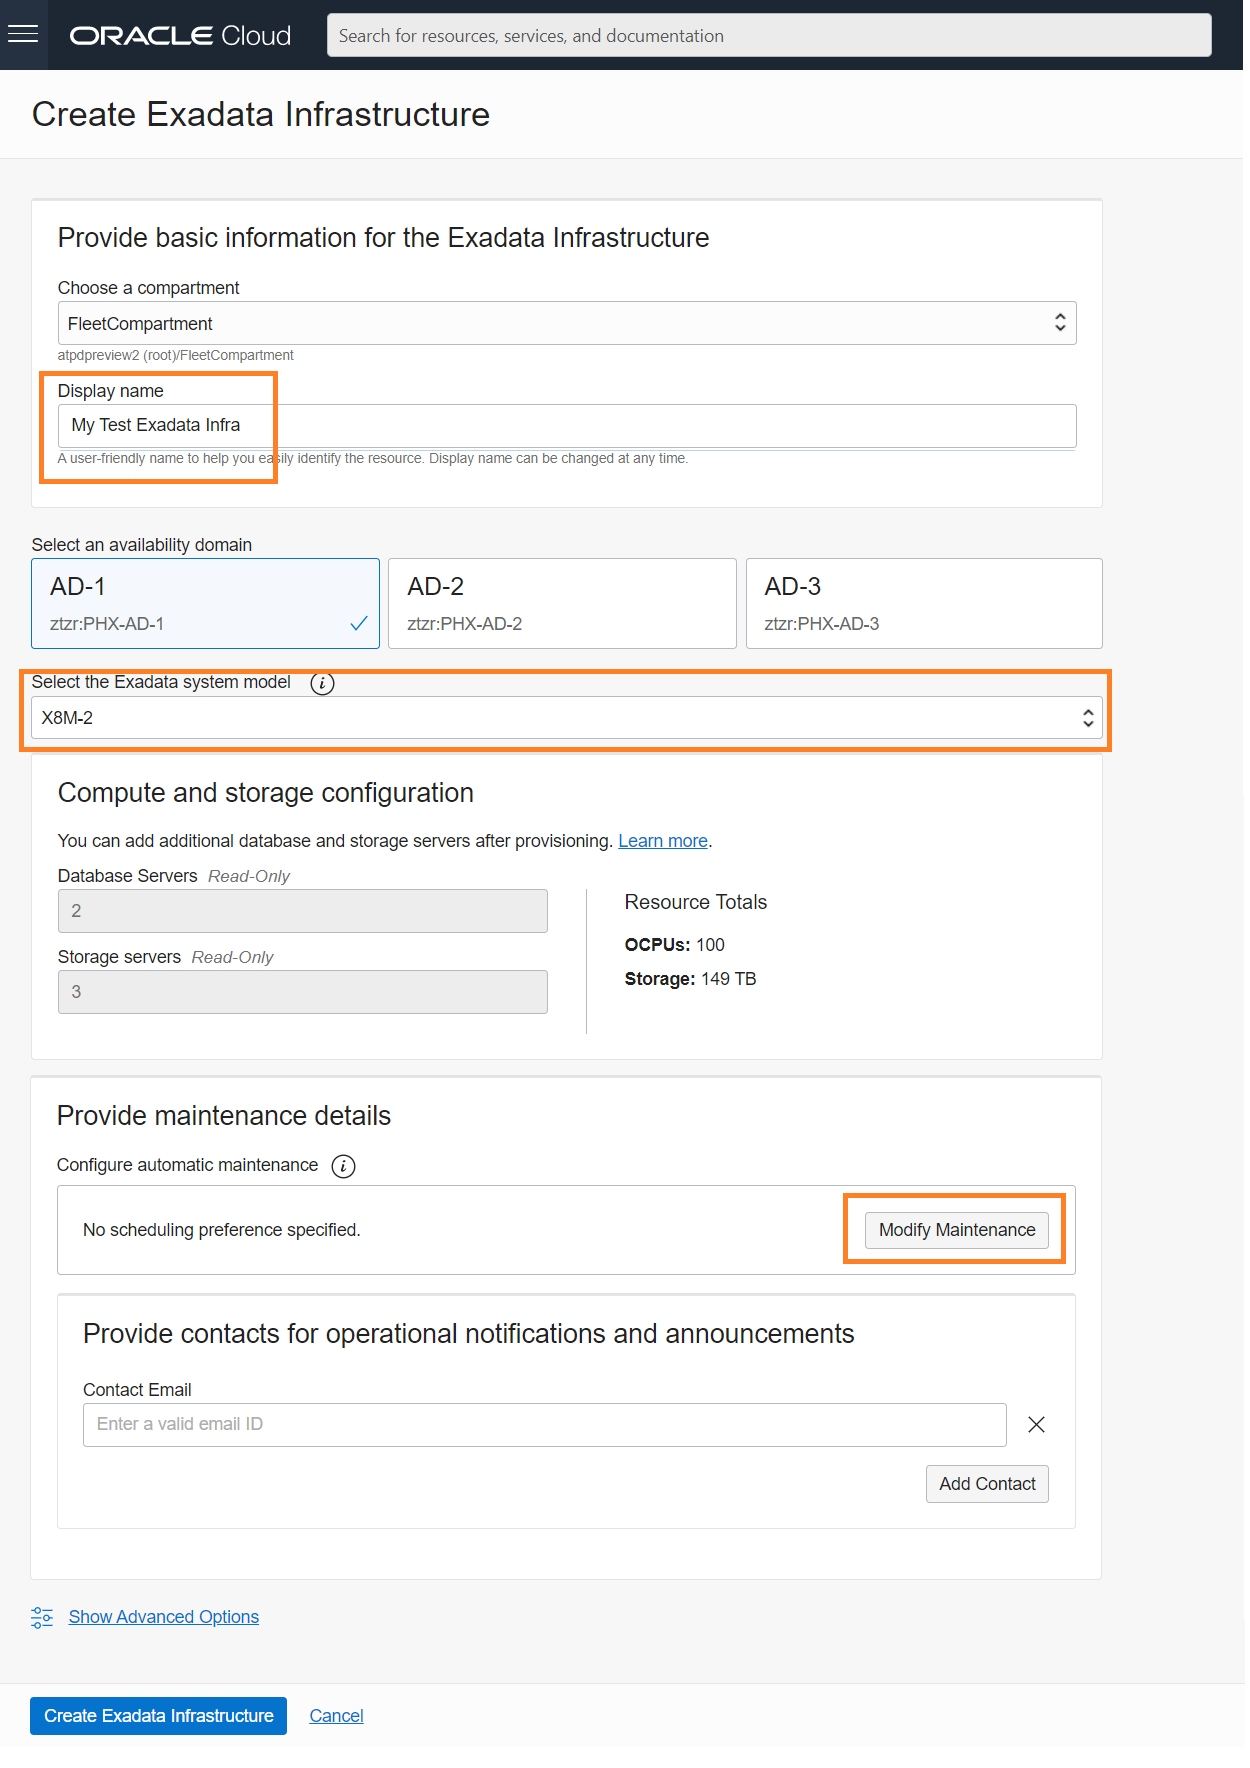 ORACLE Cloud
Search for resources, services, and documentation
Create Exadata Infrastructure
Provide basic information for the Exadata Infrastructure
Choose a compartment
FleetCompartment
atpdpreview2 (root)/FleetCompartment
Display name
My Test Exadata Infra
A user-friendly name to help you easily identify the resource. Display name can be changed at any time.
Select an availability domain
AD-1
ztzr:PHX-AD-1
AD-2
ztzr:PHX-AD-2
AD-3
ztzr:PHX-AD-3
Select the Exadata system model
X8M-2
Compute and storage configuration
You can add additional database and storage servers after provisioning. Learn more.
Database Servers Read-Only
2
Storage servers Read-Only
3
Resource Totals
OCPUs: 100
Storage: 149 TB
Provide maintenance details
Configure automatic maintenance
No scheduling preference specified.
Modify Maintenance
Provide contacts for operational notifications and announcements
Contact Email
Enter a valid email ID
Add Contact
Show Advanced Options
Create Exadata Infrastructure
Cancel